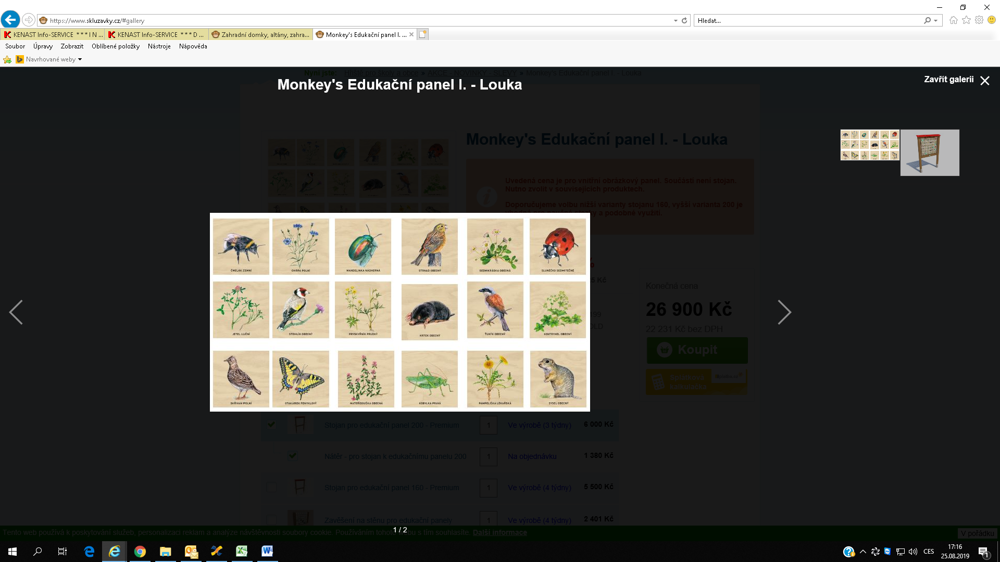 https://www.skluzavky.cz/#gallery
Hledat...
KENAST Info-SERVICE * * * I N ...
KENAST Info-SERVICE * * * D ...
Zahradní domky, altány, zahra...
Monkey's Edukační panel I. ...
Soubor Úpravy Zobrazit Oblíbené položky Nástroje Nápověda
Navrhované weby
Nyní jste: Hřiště pro školy a obce » AKCE - NOVINKY - SLEVY » Monkey's Edukační panel I. - Louka
Monkey's Edukační panel I. - Louka
Zavřít galerii
Monkey's Edukační panel I. - Louka
Uvedená cena je pro vnitřní obrázkový panel. Součástí není stojan.
Nutno zvolit v souvisejících produktech.
Doporučujeme volbu nižší varianty stojanu 160, vyšší varianta 200 je
a podobné využití.
ČMELÁK ZEMNÍ
CHRPA POLNÍ
MANDELINKA NÁDHERNÁ
STRNAD OBECNÝ
SEDMIKRÁSKA OBECNÁ
SLUNÉČKO SEDMITEČNÉ
%
5 Kč
JETEL LUČNÍ
STEHLÍK OBECNÝ
PRYSKYŘNÍK PRUDKÝ
KRTEK OBECNÝ
ŤUHÝK OBECNÝ
KONTRYHEL OBECNÝ
199
OLD
Konečná cena
26 900 Kč
22 231 Kč bez DPH
Koupit
Splátková
kalkulačka
SKŘIVAN POLNÍ
OTAKÁREK FENYKLOVÝ
MATEŘÍDOUŠKA OBECNÁ
KOBYLKA PRAVÁ
PAMPELIŠKA LÉKAŘSKÁ
SYSEL OBECNÝ
Stojan pro edukační panel 200 - Premium 1 Ve výrobě (3 týdny) 6 000 Kč
Nátěr - pro stojan k edukačnímu panelu 200 1 Na objednávku 1 380 Kč
Stojan pro edukační panel 160 - Premium 1 Ve výrobě (4 týdny) 5 500 Kč
Zavěšení na stěnu pro edukační panely 1 Ve výrobě (4 týdny) 2 401 Kč
1 / 2
Tento web používá k poskytování služeb, personalizaci reklam a analýze návštěvnosti soubory cookie. Používáním tohoto webu s tím souhlasíte. Další informace
V pořádku
CES
17:16
25.08.2019
1